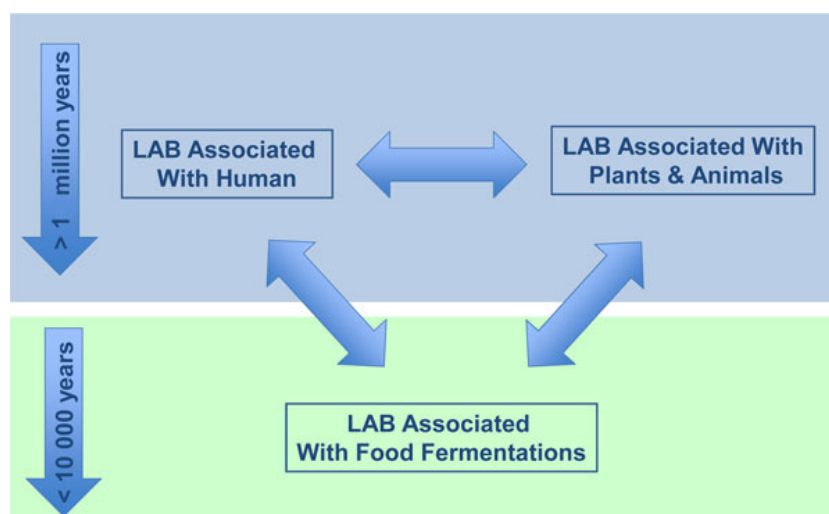 > 1 million years
LAB Associated
With Human
LAB Associated With
Plants & Animals
< 10 000 years
LAB Associated
With Food Fermentations